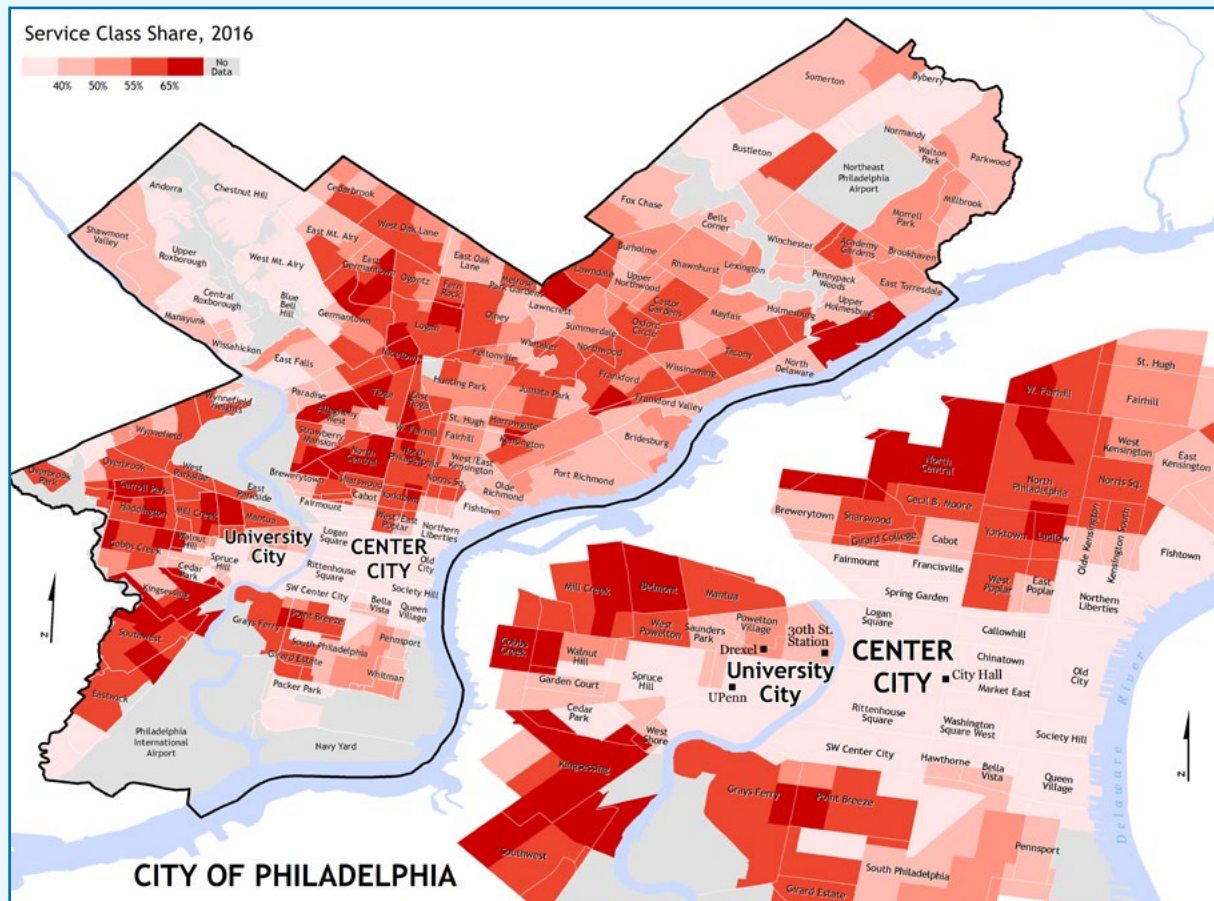 Service Class Share, 2016
No
Data
40%
50%
55%
65%
Somerton
Byberry
Bustleton
Normandy
Walton
Park
Parkwood
Northeast
Philadelphia
Airport
Millbrook
Morrell
Park
Andorra
Chestnut Hill
Cedarbrook
Fox Chase
Bells
Corner
Winchester
Academy
Gardens
Brookhaven
Shawmont
Valley
West Oak Lane
East Mt. Airy
Upper
Roxborough
West Mt. Airy
East
Germantown
Ogontz
East Oak
Lane
Melrose
Park Gardens
Burholme
Lawndale
Rhawnhurst
Lexington
Upper
Northwood
Pennypack
Woods
East Torresdale
Central
Roxborough
Blue
Bell
Hill
Fern
Rock
Lawncrest
Castor
Gardens
Oxford
Circle
Mayfair
Holmesburg
Upper
Holmesburg
Manayunk
Germantown
Logan
Olney
Summerdale
Wissahickon
East Falls
Nicetown
Feltonville
Whitaker
Northwood
Tacony
Wissinoming
North
Delaware
Frankford
Paradise
Tioga
East
Tioga
Hunting Park
Juniata Park
Frankford Valley
Wynnefield
Heights
Allegheny
West
St. Hugh
Harrowgate
Wynnefield
Strawberry
Mansion
W. Fairhill
Fairhill
Kensington
Bridesburg
Overbrook
Park
Overbrook
West
Parkside
North
Central
North
Philadelphia
West/East
Kensington
Port Richmond
Carroll Park
East
Parkside
Brewerytown
Sharswood
Norris Sq.
Olde
Richmond
Haddington
Mill Creek
Mantua
Fairmount
Cabot
Yorktown
Fishtown
Cobbs Creek
Walnut
Hill
University
City
Logan
Square
West/East
Poplar
Northern
Liberties
Cedar
Park
Spruce
Hill
CENTER
CITY
Old
City
Rittenhouse
Square
Society Hill
Kingsessing
SW Center City
Bella
Vista
Queen
Village
Grays Ferry
Point Breeze
Southwest
South Philadelphia
Pennsport
Girard Estate
Whitman
Eastwick
Packer Park
Philadelphia
International
Airport
Navy Yard
N
W. Fairhill
St. Hugh
Fairhill
North
Central
West
Kensington
East
Kensington
North
Philadelphia
Norris Sq.
Cecil B. Moore
Brewerytown
Sharswood
Girard College
Yorktown
Ludlow
Olde Kensington
Kensington South
Fishtown
Cabot
Fairmount
Francisville
West
Poplar
East
Poplar
Spring Garden
Northern
Liberties
Mill Creek
Belmont
Mantua
Logan
Square
Callowhill
West
Powelton
Saunders
Park
Powelton
Village
30th St.
Station
Chinatown
Cobbs
Creek
Walnut
Hill
Drexel
University
City
CENTER
CITY
City Hall
Market East
Old
City
Garden Court
Spruce
Hill
UPenn
Cedar
Park
Rittenhouse
Square
Washington
Square West
Society Hill
West
Shore
SW Center City
Hawthorne
Bella
Vista
Queen
Village
Kingsessing
Grays Ferry
Point Breeze
Southwest
Pennsport
South Philadelphia
Girard Estate
Delaware River
N
CITY OF PHILADELPHIA